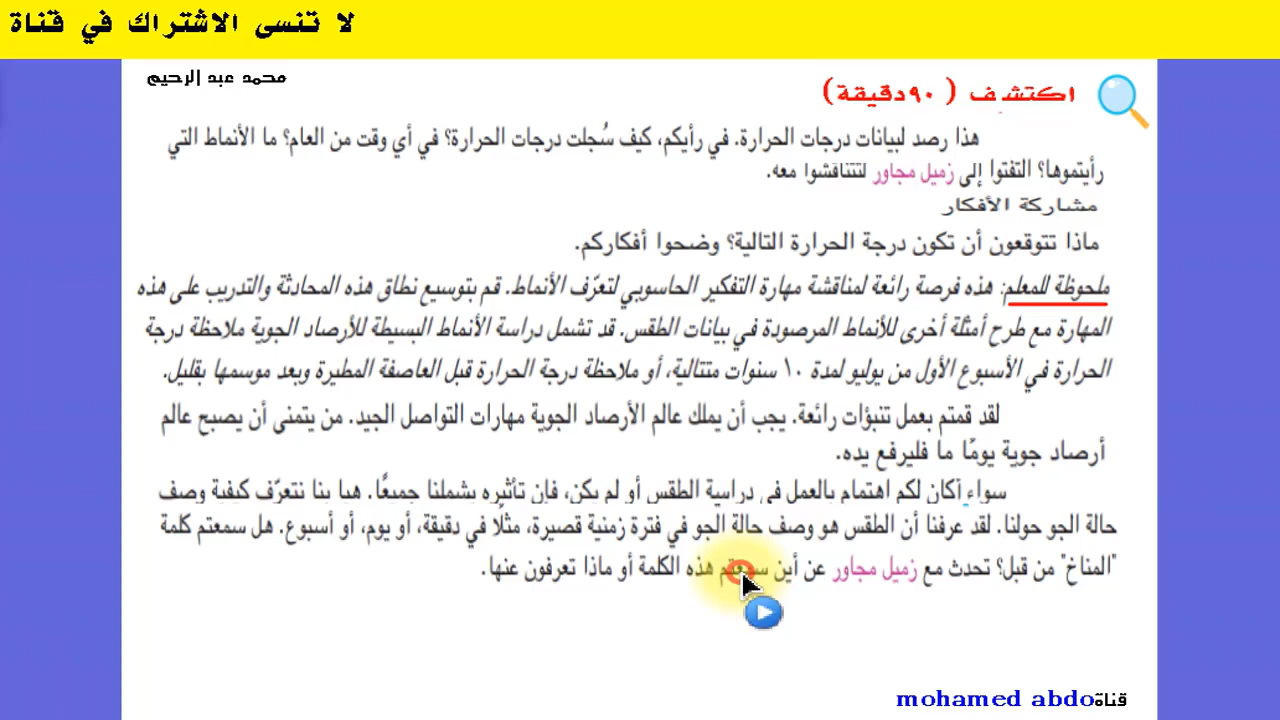 لا تنسى الاشتراك في قناة
محمد عبد الرحيم
اكتشف ( ٩٠دقيقة)
هذا رصد لبيانات درجات الحرارة. في رأيكم، كيف سُجلت درجات الحرارة؟ في أي وقت من العام؟ ما الأنماط التي
رأيتموها؟ التفتوا إلى زميل مجاور لتتناقشوا معه.
مشاركة الأفكار
ماذا تتوقعون أن تكون درجة الحرارة التالية؟ وضحوا أفكاركم.
ملحوظة للمعلم: هذه فرصة رائعة لمناقشة مهارة التفكير الحاسوبي لتعرّف الأنماط. قم بتوسيع نطاق هذه المحادثة والتدريب على هذه
المهارة مع طرح أمثلة أخرى للأنماط المرصودة في بيانات الطقس. قد تشمل دراسة الأنماط البسيطة للأرصاد الجوية ملاحظة درجة
الحرارة في الأسبوع الأول من يوليو لمدة ١٠ سنوات متتالية، أو ملاحظة درجة الحرارة قبل العاصفة المطيرة وبعد موسمها بقليل.
لقد قمتم بعمل تنبؤات رائعة. يجب أن يملك عالم الأرصاد الجوية مهارات التواصل الجيد. من يتمنى أن يصبح عالم
أرصاد جوية يومًا ما فليرفع يده.
سواء أكان لكم اهتمام بالعمل في دراسة الطقس أو لم يكن، فإن تأثيره يشملنا جميعًا. هيا بنا نتعرّف كيفية وصف
حالة الجو حولنا. لقد عرفنا أن الطقس هو وصف حالة الجو في فترة زمنية قصيرة، مثلًا في دقيقة، أو يوم، أو أسبوع. هل سمعتم كلمة
"المناخ" من قبل؟ تحدث مع زميل مجاور عن أين سمعتم هذه الكلمة أو ماذا تعرفون عنها.
قناة mohamed abdo